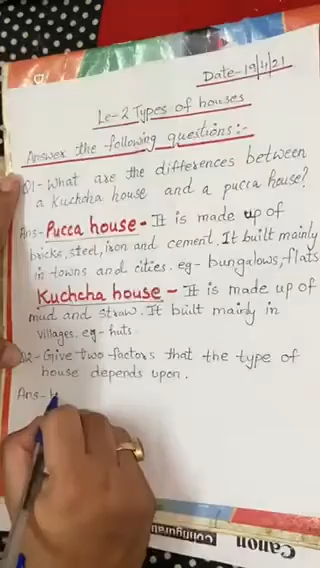 Date-19/4/21
Le-2 Types of houses
Answer the following questions:-
Q1- What are the differences between
a Kuchcha house and a pucca house?
Ans- Pucca house - It is made up of
bricks, steel, iron and cement. It built mainly
in towns and cities. eg- bungalows, flats
Kuchcha house - It is made up of
mud and straw. It built mainly in
villages. eg- huts
Q2- Give two factors that the type of
house depends upon.
Ans-
Canon